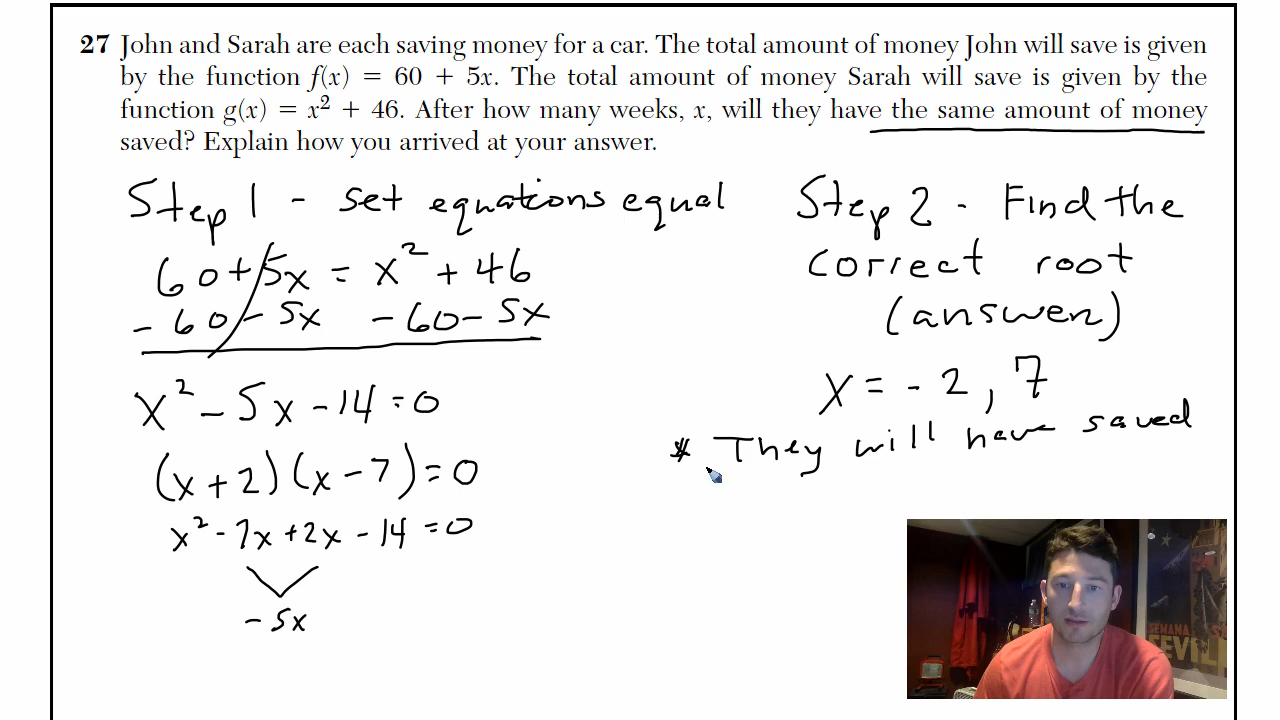 27 John and Sarah are each saving money for a car. The total amount of money John will save is given
by the function f(x) = 60 + 5x. The total amount of money Sarah will save is given by the
function g(x) = x² + 46. After how many weeks, x, will they have the same amount of money
saved? Explain how you arrived at your answer.
Step 1 - set equations equal
60+5x = x² + 46
- 60 - 5x - 60 - 5x
x² - 5x - 14 = 0
(x + 2) (x - 7) = 0
x² - 7x + 2x - 14 = 0
- 5x
Step 2 - Find the
correct root
(answer)
x = - 2, 7
* They will have saved
SEMANA